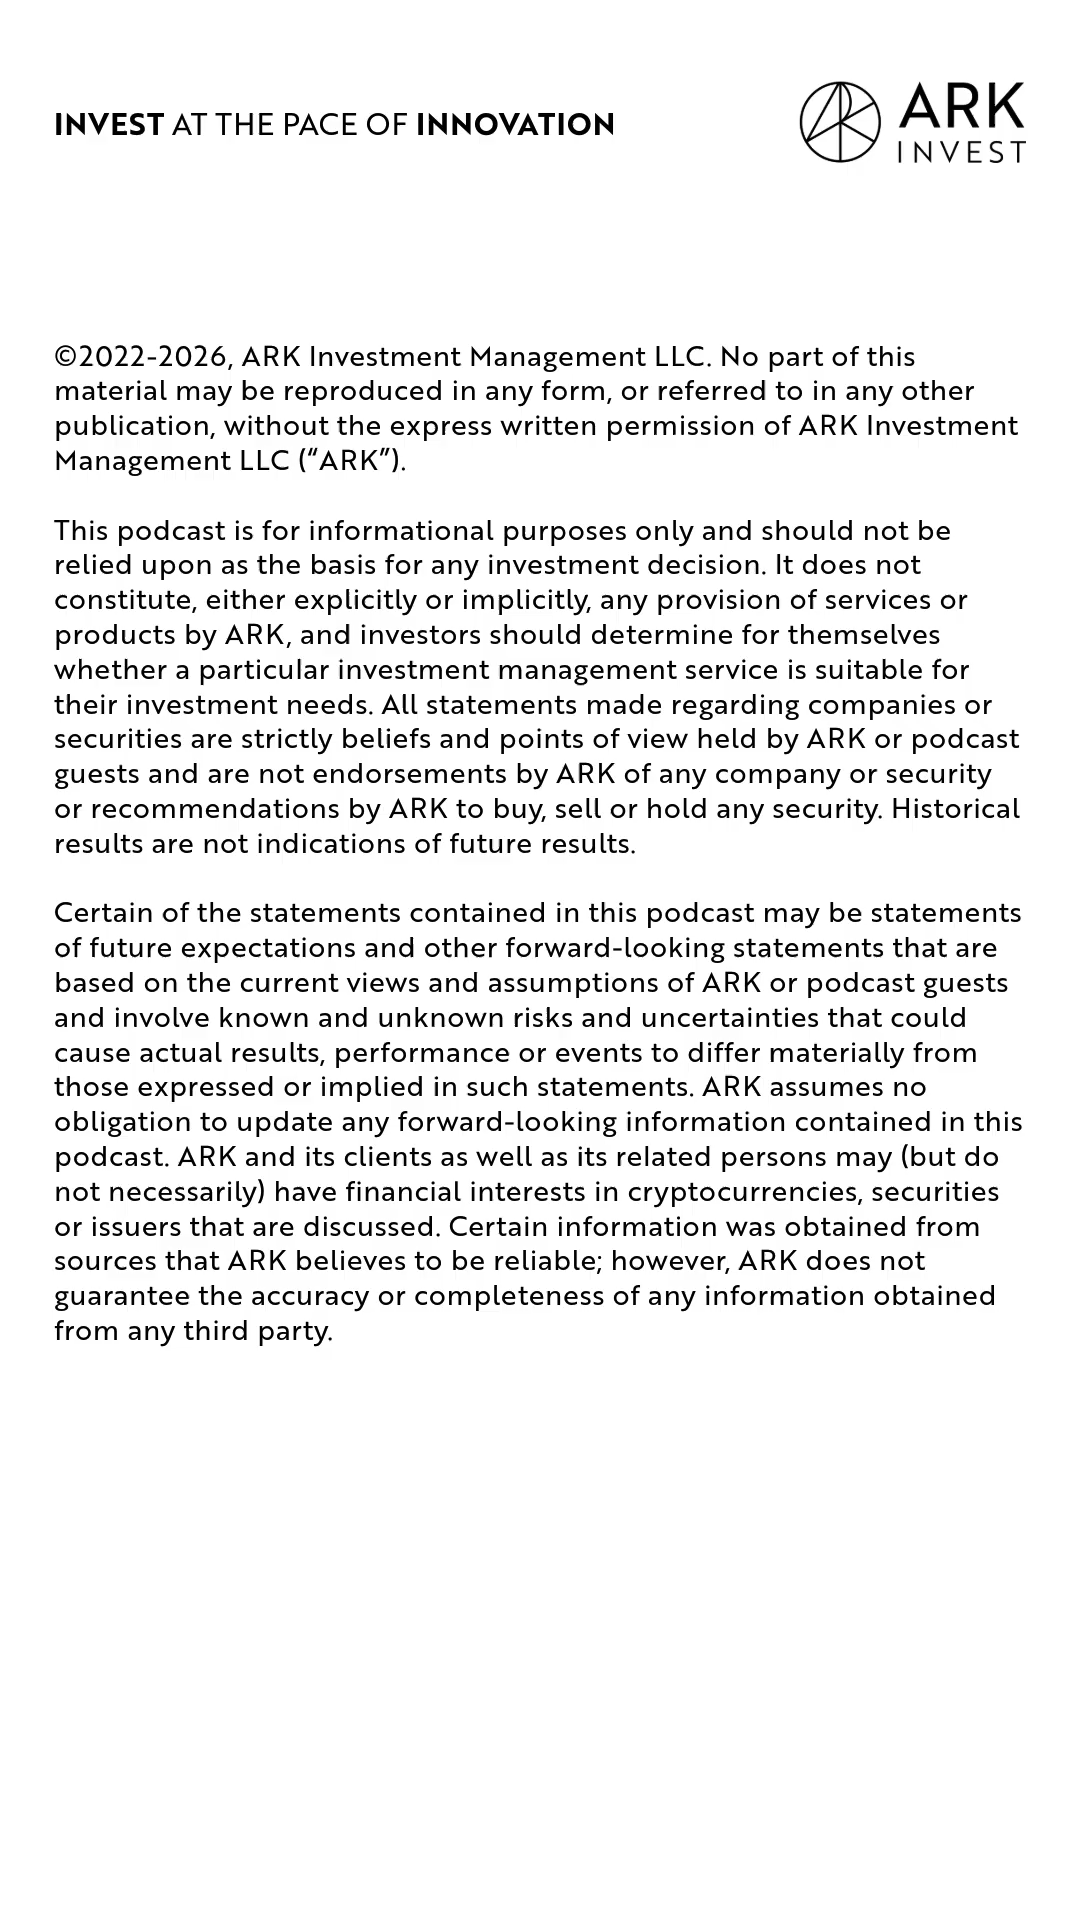 INVEST AT THE PACE OF INNOVATION
ARK
INVEST
©2022-2026, ARK Investment Management LLC. No part of this
material may be reproduced in any form, or referred to in any other
publication, without the express written permission of ARK Investment
Management LLC (“ARK”).
This podcast is for informational purposes only and should not be
relied upon as the basis for any investment decision. It does not
constitute, either explicitly or implicitly, any provision of services or
products by ARK, and investors should determine for themselves
whether a particular investment management service is suitable for
their investment needs. All statements made regarding companies or
securities are strictly beliefs and points of view held by ARK or podcast
guests and are not endorsements by ARK of any company or security
or recommendations by ARK to buy, sell or hold any security. Historical
results are not indications of future results.
Certain of the statements contained in this podcast may be statements
of future expectations and other forward-looking statements that are
based on the current views and assumptions of ARK or podcast guests
and involve known and unknown risks and uncertainties that could
cause actual results, performance or events to differ materially from
those expressed or implied in such statements. ARK assumes no
obligation to update any forward-looking information contained in this
podcast. ARK and its clients as well as its related persons may (but do
not necessarily) have financial interests in cryptocurrencies, securities
or issuers that are discussed. Certain information was obtained from
sources that ARK believes to be reliable; however, ARK does not
guarantee the accuracy or completeness of any information obtained
from any third party.